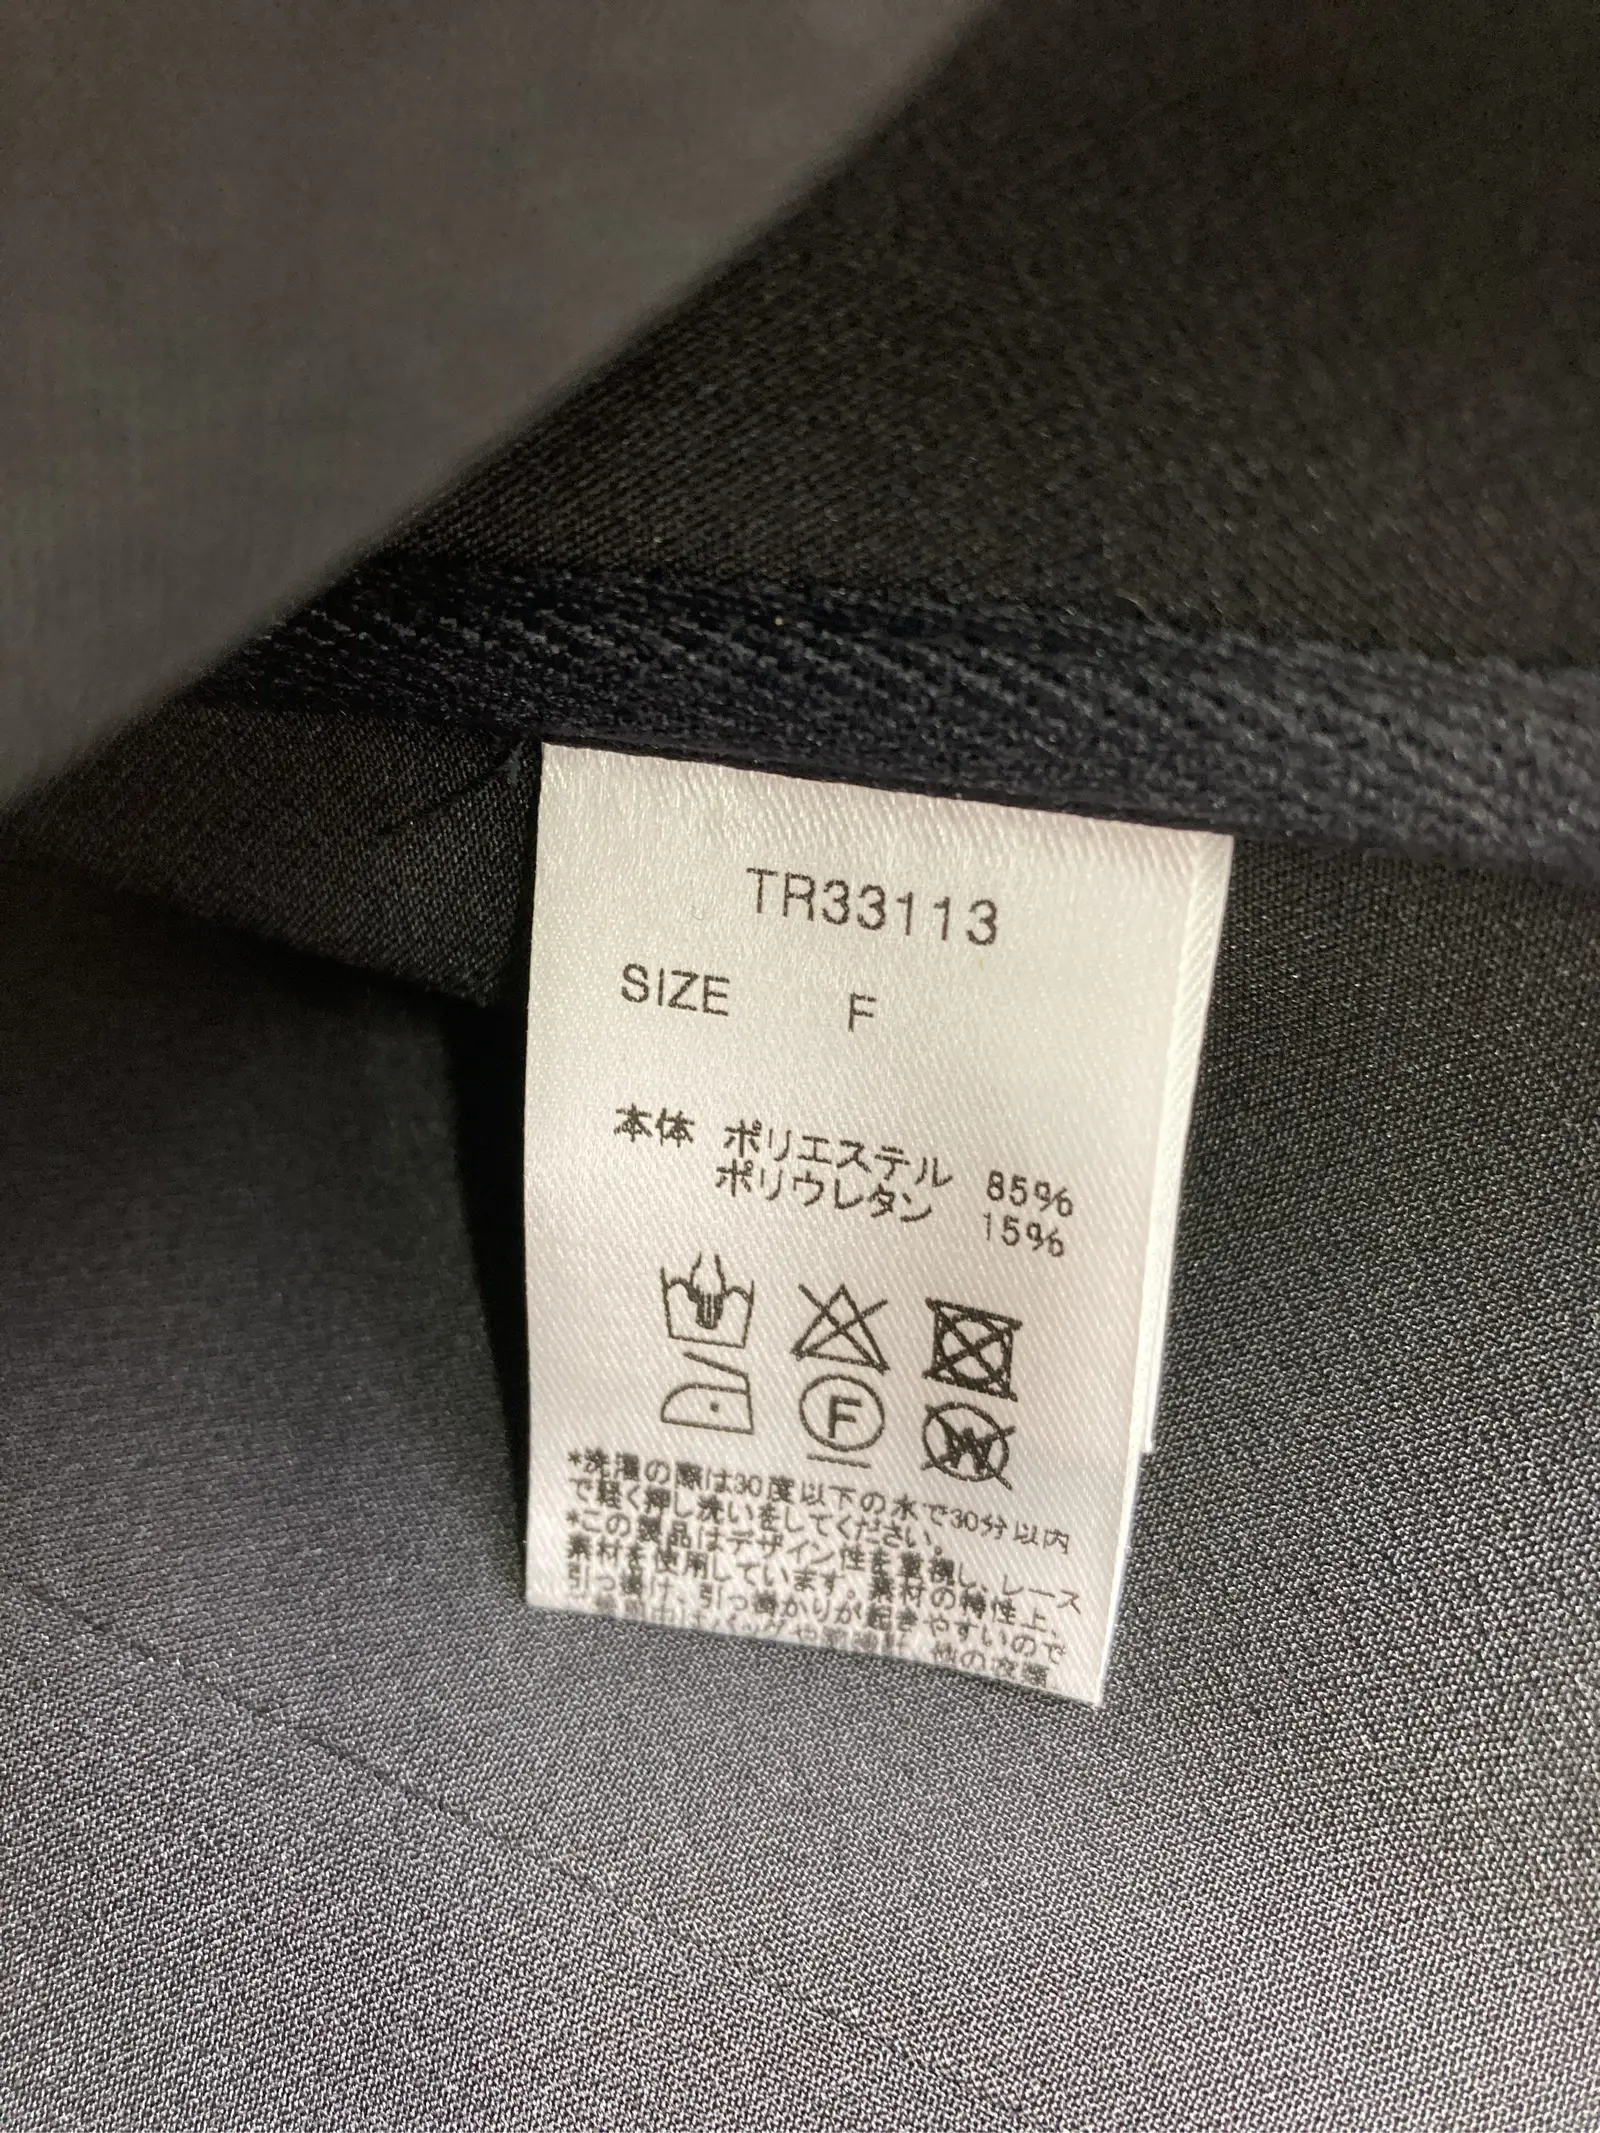 TR33113
SIZE F
本体 ポリエステル 85%
ポリウレタン 15%
F
W
*洗濯の際は30度以下の水で30分以内
で軽く押し洗いをしてください。
*この製品はデザイン性を重視し、レース
素材を使用しています。素材の特性上、
引っ掛け、引っ掛かりが起きやすいので
他の衣類